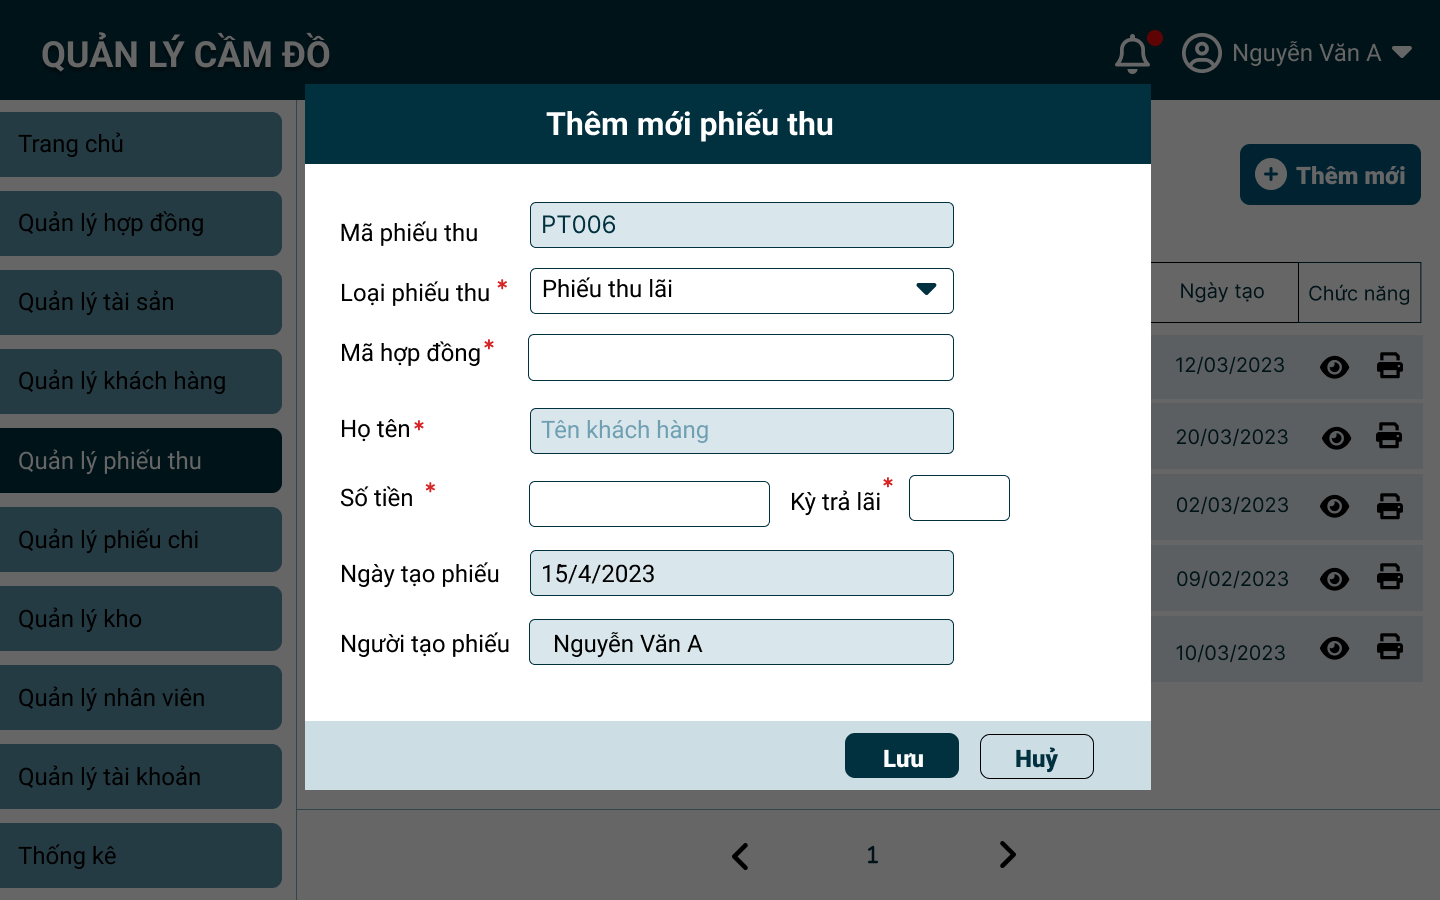 QUẢN LÝ CẦM ĐỒ
Nguyễn Văn A
Trang chủ
Quản lý hợp đồng
Quản lý tài sản
Quản lý khách hàng
Quản lý phiếu thu
Quản lý phiếu chi
Quản lý kho
Quản lý nhân viên
Quản lý tài khoản
Thống kê
Thêm mới phiếu thu
Mã phiếu thu PT006
Loại phiếu thu * Phiếu thu lãi
Mã hợp đồng *
Họ tên * Tên khách hàng
Số tiền * Kỳ trả lãi *
Ngày tạo phiếu 15/4/2023
Người tạo phiếu Nguyễn Văn A
Lưu Huỷ
Thêm mới
Ngày tạo Chức năng
12/03/2023
20/03/2023
02/03/2023
09/02/2023
10/03/2023
1